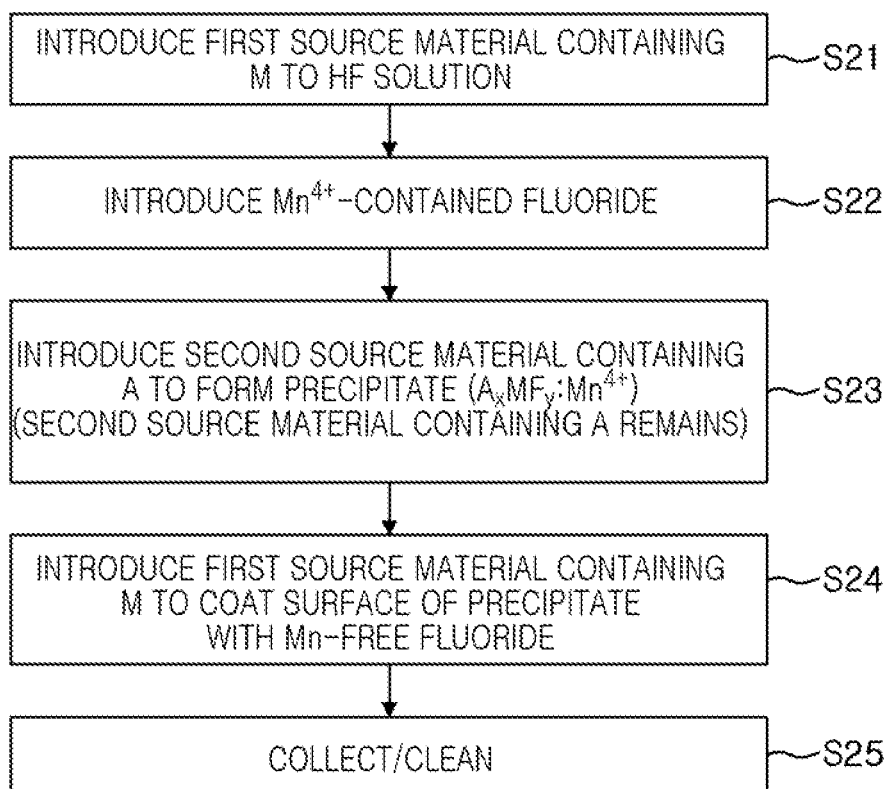 INTRODUCE FIRST SOURCE MATERIAL CONTAINING
M TO HF SOLUTION
S21
INTRODUCE Mn⁴⁺-CONTAINED FLUORIDE
S22
INTRODUCE SECOND SOURCE MATERIAL CONTAINING
A TO FORM PRECIPITATE (AₓMFᵧ:Mn⁴⁺)
(SECOND SOURCE MATERIAL CONTAINING A REMAINS)
S23
INTRODUCE FIRST SOURCE MATERIAL CONTAINING
M TO COAT SURFACE OF PRECIPITATE
WITH Mn-FREE FLUORIDE
S24
COLLECT/CLEAN
S25